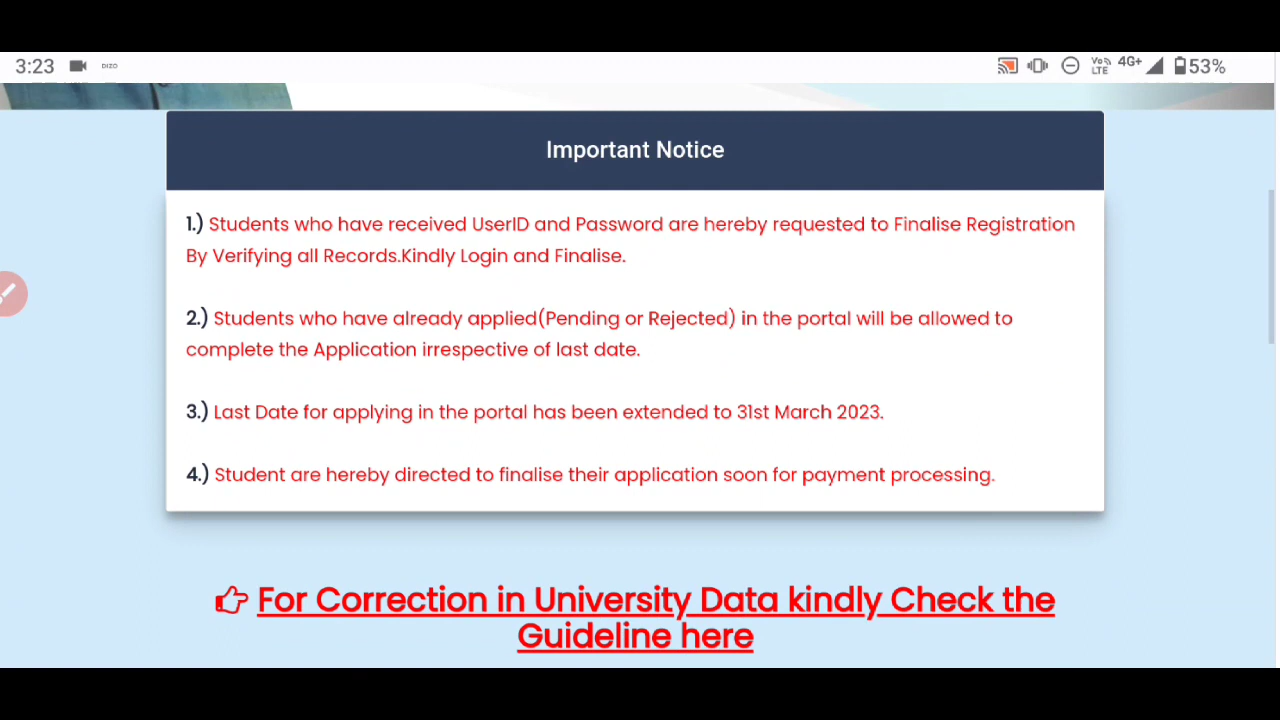 3:23 DIZO Vo LTE 4G+ 53%
Important Notice
1.) Students who have received UserID and Password are hereby requested to Finalise Registration
By Verifying all Records.Kindly Login and Finalise.
2.) Students who have already applied(Pending or Rejected) in the portal will be allowed to
complete the Application irrespective of last date.
3.) Last Date for applying in the portal has been extended to 31st March 2023.
4.) Student are hereby directed to finalise their application soon for payment processing.
For Correction in University Data kindly Check the
Guideline here